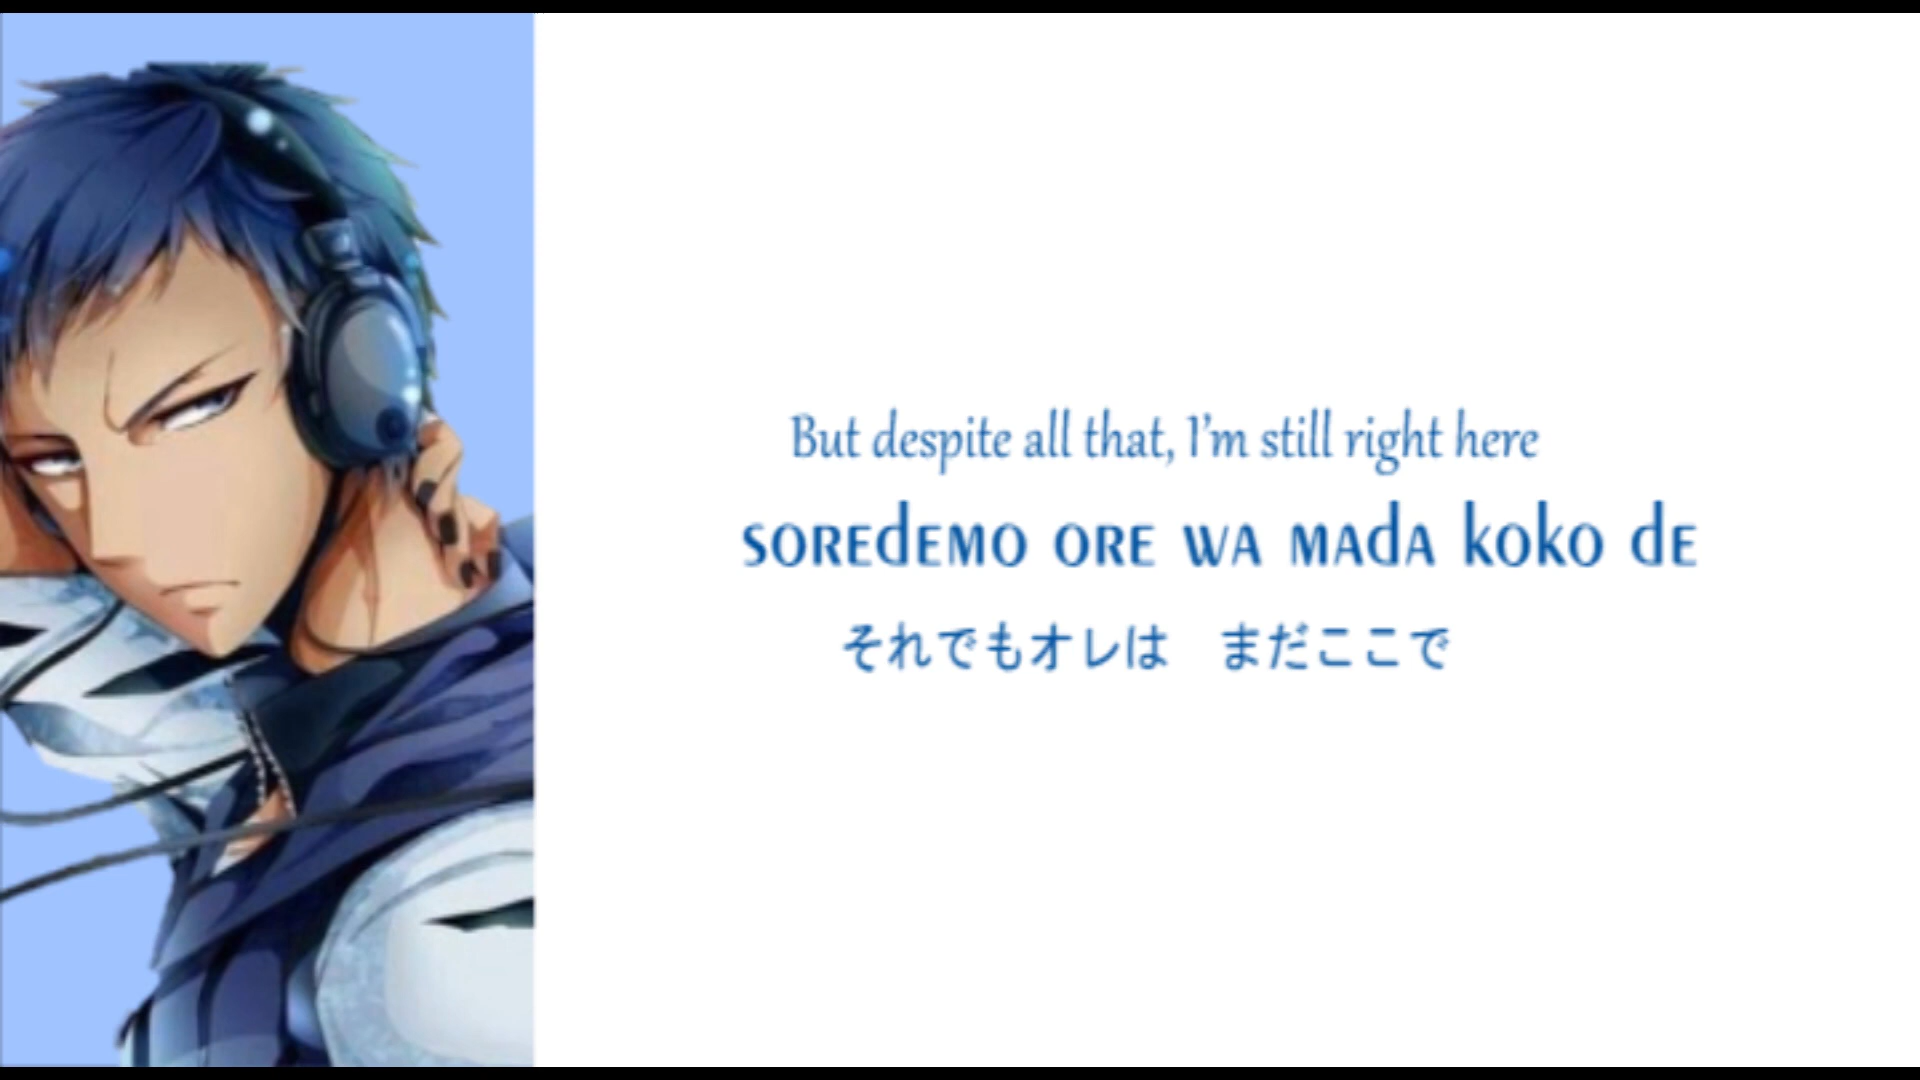 But despite all that, I'm still right here
soredemo ore wa mada koko de
それでもオレは　まだここで